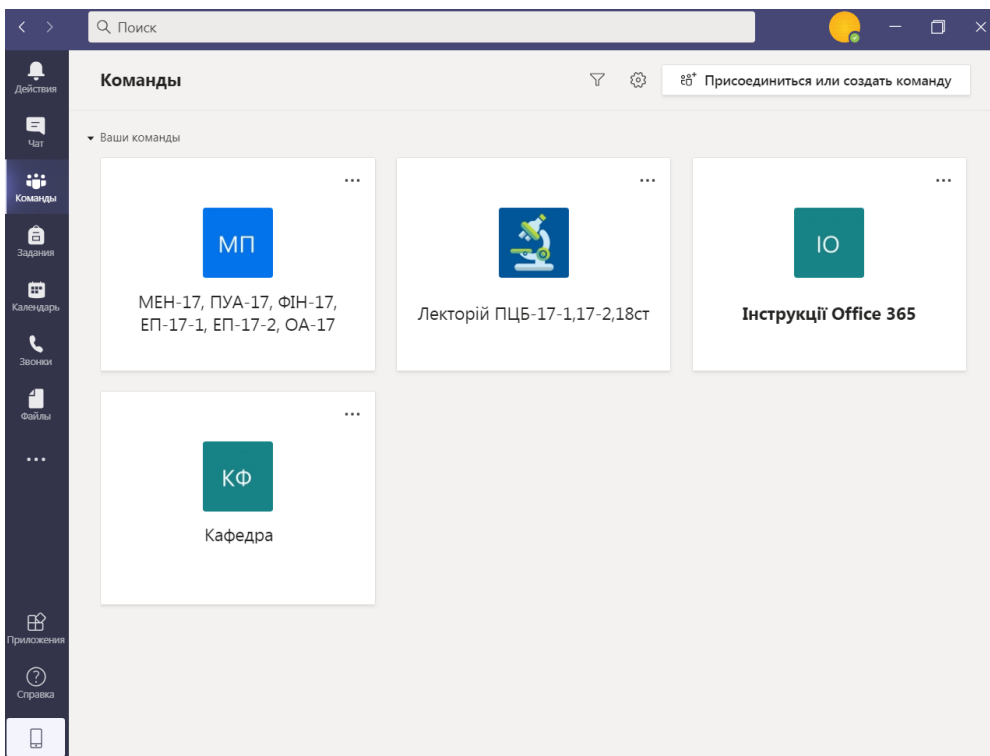 Поиск
Действия
Чат
Команды
Задания
Календарь
Звонки
Файлы
Приложения
Справка
Команды
Присоединиться или создать команду
Ваши команды
МП
МЕН-17, ПУА-17, ФІН-17,
ЕП-17-1, ЕП-17-2, ОА-17
Лекторій ПЦБ-17-1,17-2,18ст
ІО
Інструкції Office 365
КФ
Кафедра